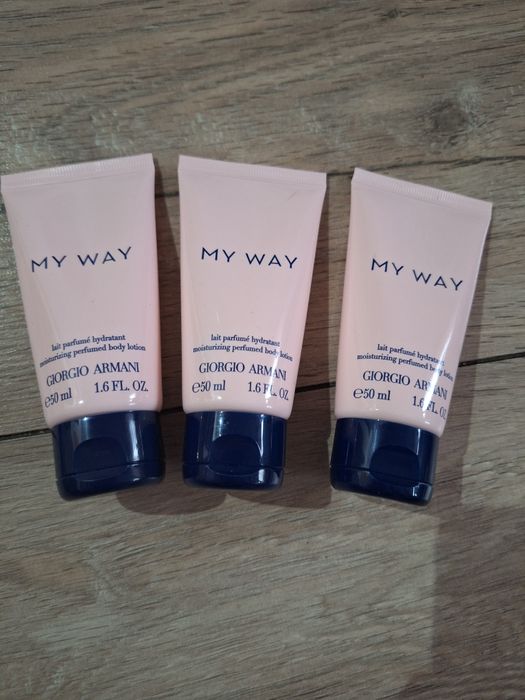 MY WAY
lait parfumé hydratant
moisturizing perfumed body lotion
GIORGIO ARMANI
℮50 ml 1.6 FL. OZ.
MY WAY
lait parfumé hydratant
moisturizing perfumed body lotion
GIORGIO ARMANI
℮50 ml 1.6 FL. OZ.
MY WAY
lait parfumé hydratant
moisturizing perfumed body lotion
GIORGIO ARMANI
℮50 ml 1.6 FL. OZ.